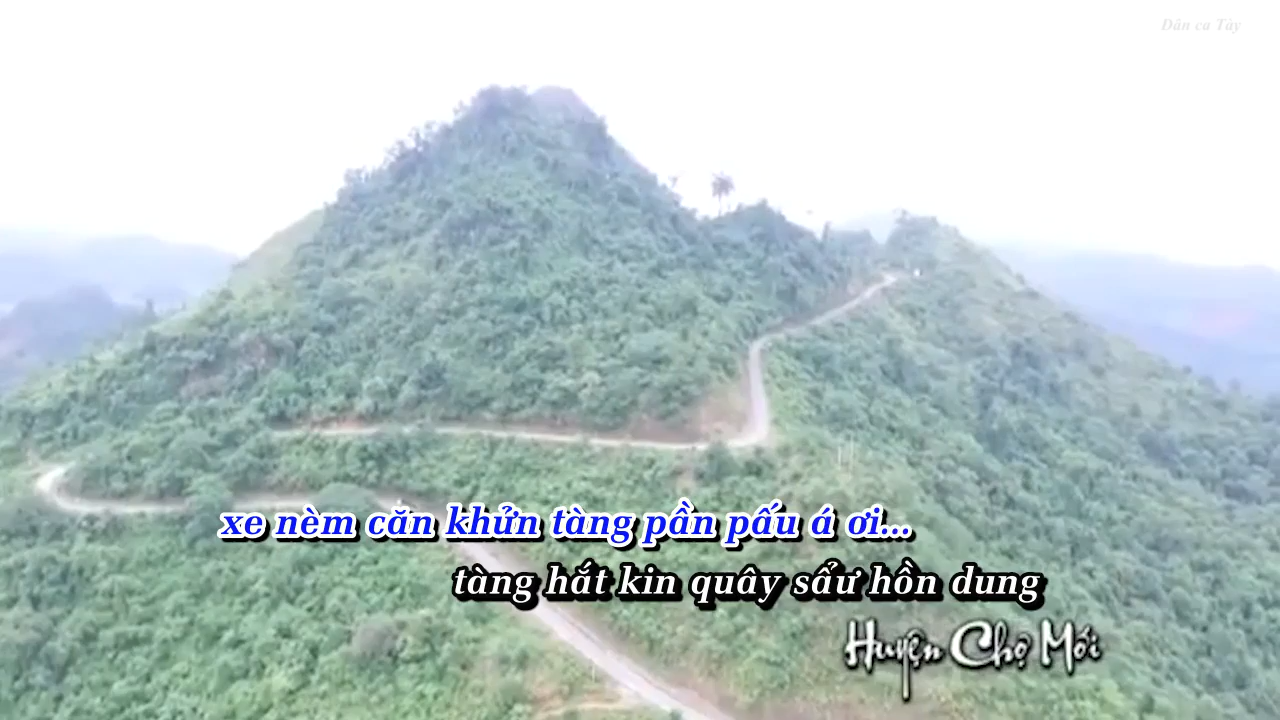 Dân ca Tày
xe nèm căn khửn tàng pần pấu á ơi...
tàng hắt kin quây sẩư hồn dung
Huyện Chợ Mới